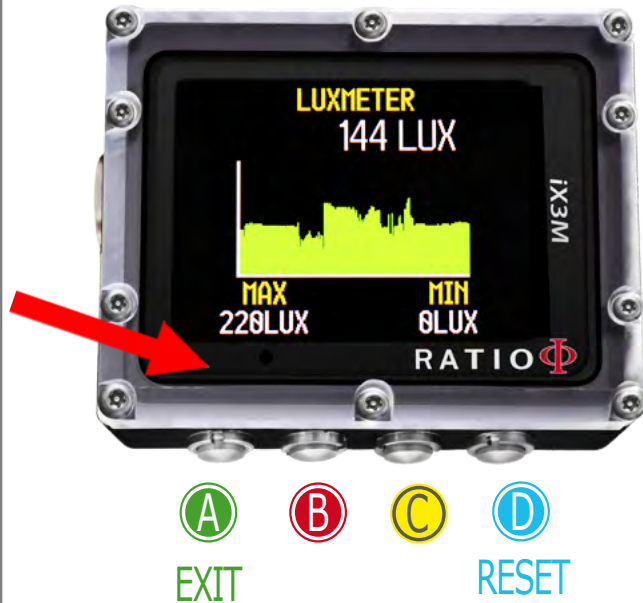 LUXMETER
144 LUX
iX3M
MAX MIN
220LUX 0LUX
RATIO
A B C D
EXIT RESET